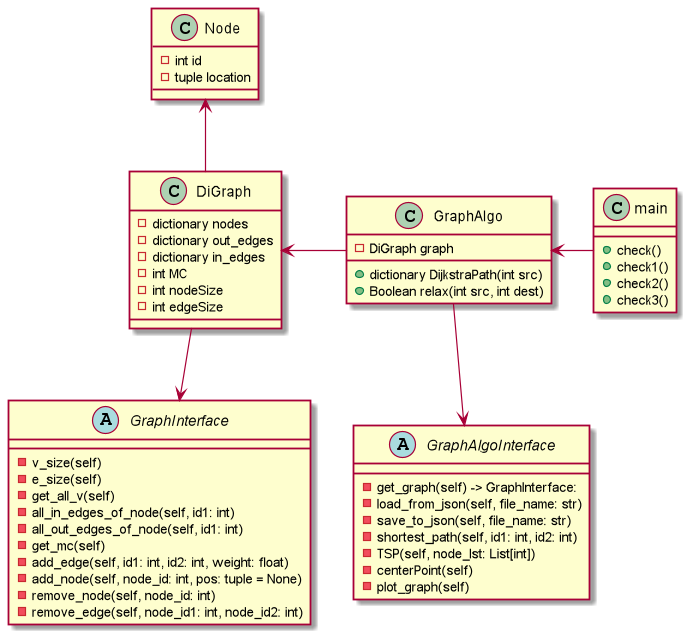 C Node
int id
tuple location
C DiGraph
dictionary nodes
dictionary out_edges
dictionary in_edges
int MC
int nodeSize
int edgeSize
C GraphAlgo
DiGraph graph
dictionary DijkstraPath(int src)
Boolean relax(int src, int dest)
C main
check()
check1()
check2()
check3()
A GraphInterface
v_size(self)
e_size(self)
get_all_v(self)
all_in_edges_of_node(self, id1: int)
all_out_edges_of_node(self, id1: int)
get_mc(self)
add_edge(self, id1: int, id2: int, weight: float)
add_node(self, node_id: int, pos: tuple = None)
remove_node(self, node_id: int)
remove_edge(self, node_id1: int, node_id2: int)
A GraphAlgoInterface
get_graph(self) -> GraphInterface:
load_from_json(self, file_name: str)
save_to_json(self, file_name: str)
shortest_path(self, id1: int, id2: int)
TSP(self, node_lst: List[int])
centerPoint(self)
plot_graph(self)